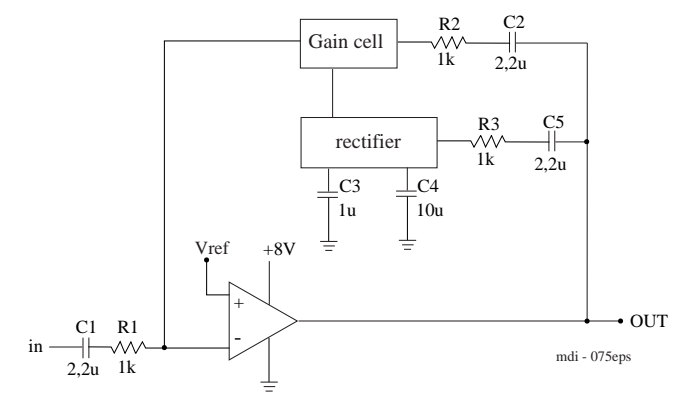 R2
C2
Gain cell
1k
2,2u
R3
C5
rectifier
1k
2,2u
C3
C4
1u
10u
Vref
+8V
+
C1
R1
OUT
in
-
2,2u
1k
mdi - 075eps